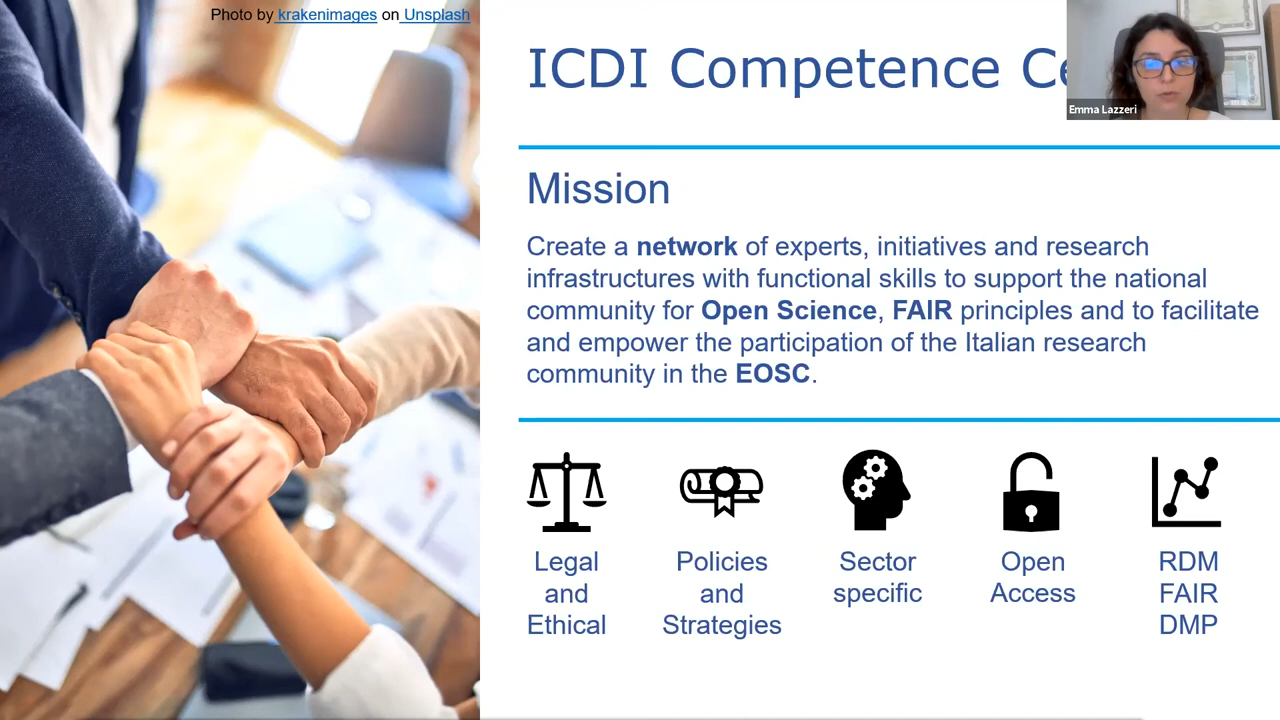 Photo by krakenimages on Unsplash
ICDI Competence Ce
Emma Lazzeri
Mission
Create a network of experts, initiatives and research
infrastructures with functional skills to support the national
community for Open Science, FAIR principles and to facilitate
and empower the participation of the Italian research
community in the EOSC.
Legal
and
Ethical
Policies
and
Strategies
Sector
specific
Open
Access
RDM
FAIR
DMP